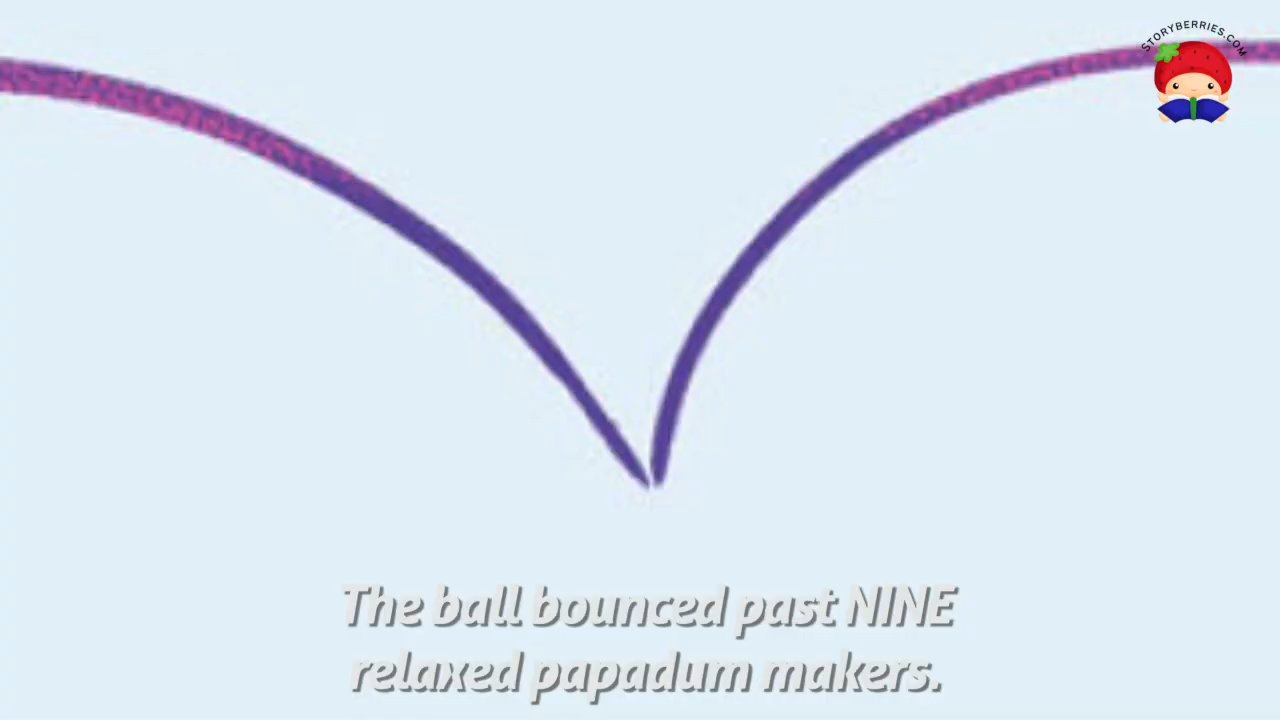 STORYBERRIES.COM
The ball bounced past NINE
relaxed papadum makers.